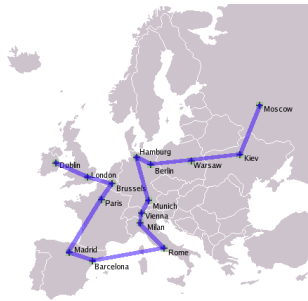 Moscow
Hamburg
Dublin
Berlin
Warsaw
Kiev
London
Brussels
Paris
Munich
Vienna
Milan
Madrid
Rome
Barcelona